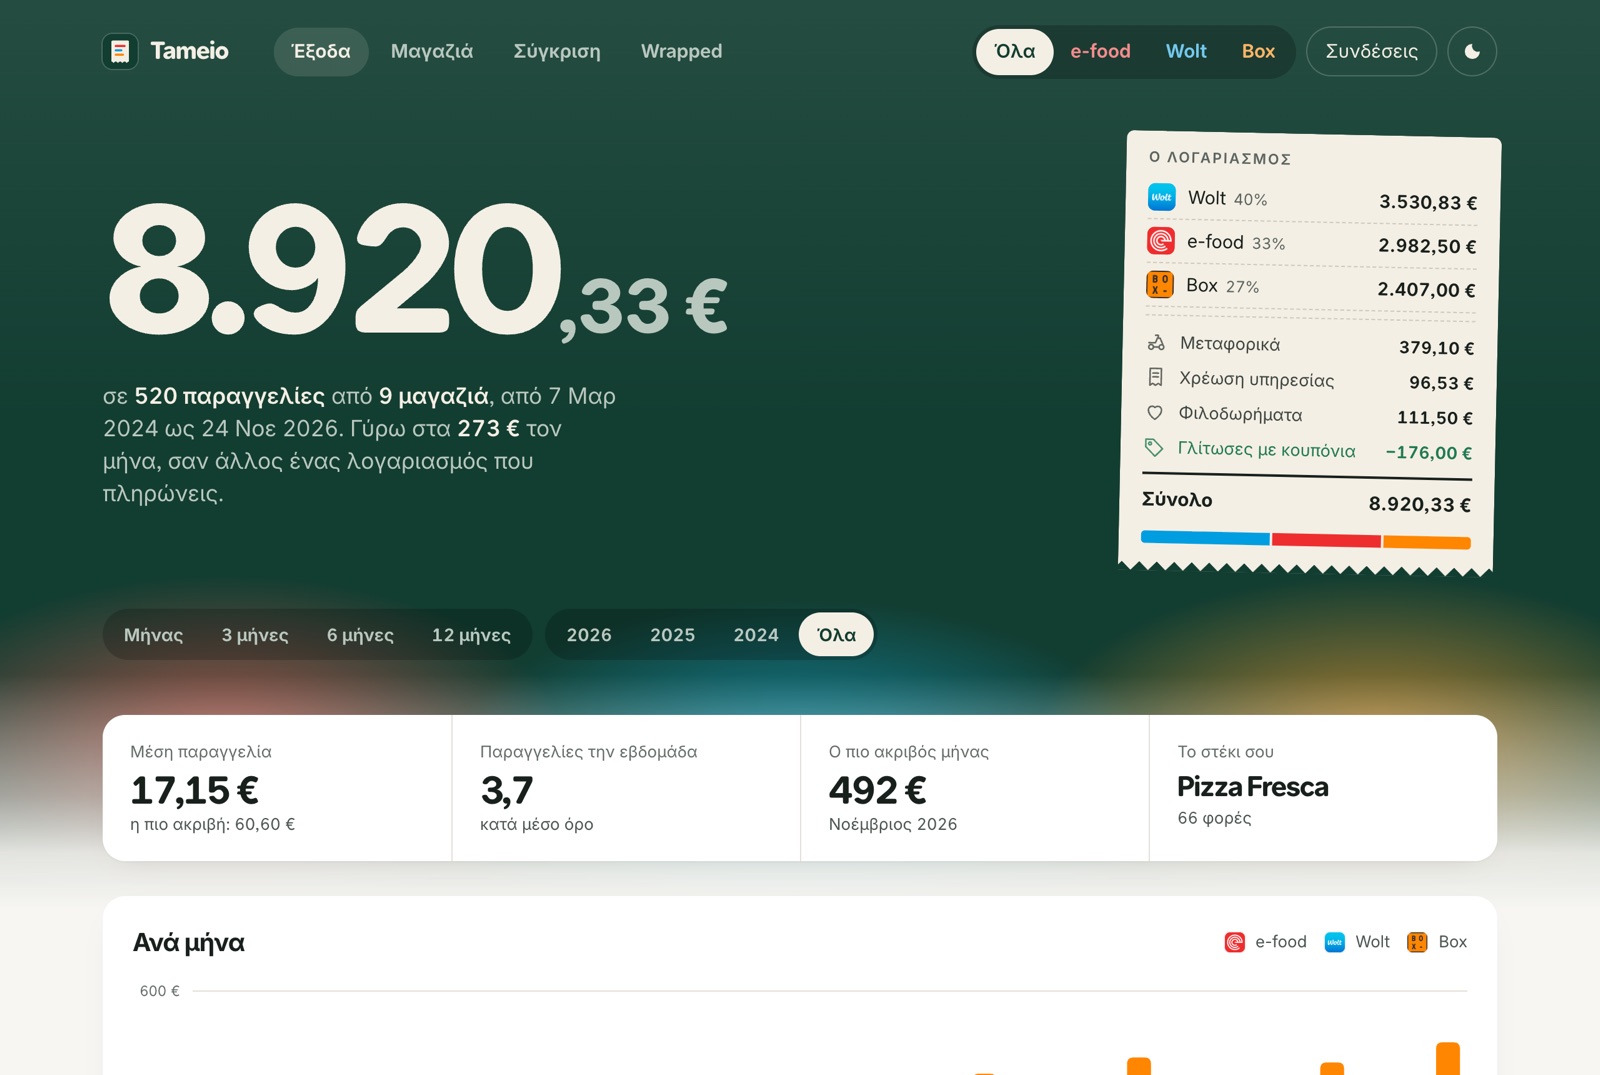 Tameio
Έξοδα Μαγαζιά Σύγκριση Wrapped
Όλα e-food Wolt Box Συνδέσεις
8.920,33 €
σε 520 παραγγελίες από 9 μαγαζιά, από 7 Μαρ
2024 ως 24 Νοε 2026. Γύρω στα 273 € τον
μήνα, σαν άλλος ένας λογαριασμός που
πληρώνεις.
Ο ΛΟΓΑΡΙΑΣΜΟΣ
Wolt Wolt 40% 3.530,83 €
e-food 33% 2.982,50 €
BOX- Box 27% 2.407,00 €
Μεταφορικά 379,10 €
Χρέωση υπηρεσίας 96,53 €
Φιλοδωρήματα 111,50 €
Γλίτωσες με κουπόνια −176,00 €
Σύνολο 8.920,33 €
Μήνας 3 μήνες 6 μήνες 12 μήνες 2026 2025 2024 Όλα
Μέση παραγγελία
17,15 €
η πιο ακριβή: 60,60 €
Παραγγελίες την εβδομάδα
3,7
κατά μέσο όρο
Ο πιο ακριβός μήνας
492 €
Νοέμβριος 2026
Το στέκι σου
Pizza Fresca
66 φορές
Ανά μήνα
e-food Wolt Wolt BOX- Box
600 €